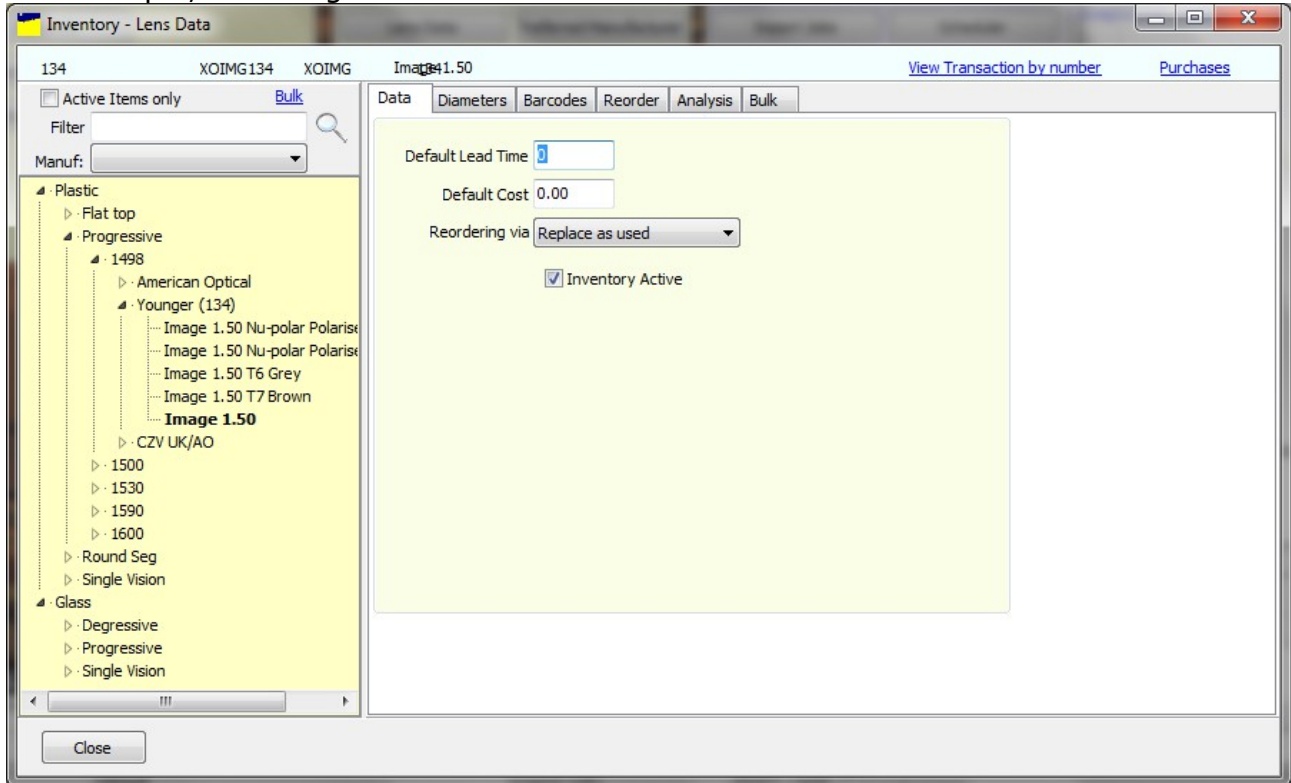 Inventory - Lens Data
134 XOIMG134 XOIMG Image 1.50 View Transaction by number Purchases
Active Items only Bulk
Filter
Manuf:
Data Diameters Barcodes Reorder Analysis Bulk
Default Lead Time 0
Default Cost 0.00
Reordering via Replace as used
Inventory Active
Plastic
Flat top
Progressive
1498
American Optical
Younger (134)
Image 1.50 Nu-polar Polarise
Image 1.50 Nu-polar Polarise
Image 1.50 T6 Grey
Image 1.50 T7 Brown
Image 1.50
CZV UK/AO
1500
1530
1590
1600
Round Seg
Single Vision
Glass
Degressive
Progressive
Single Vision
Close